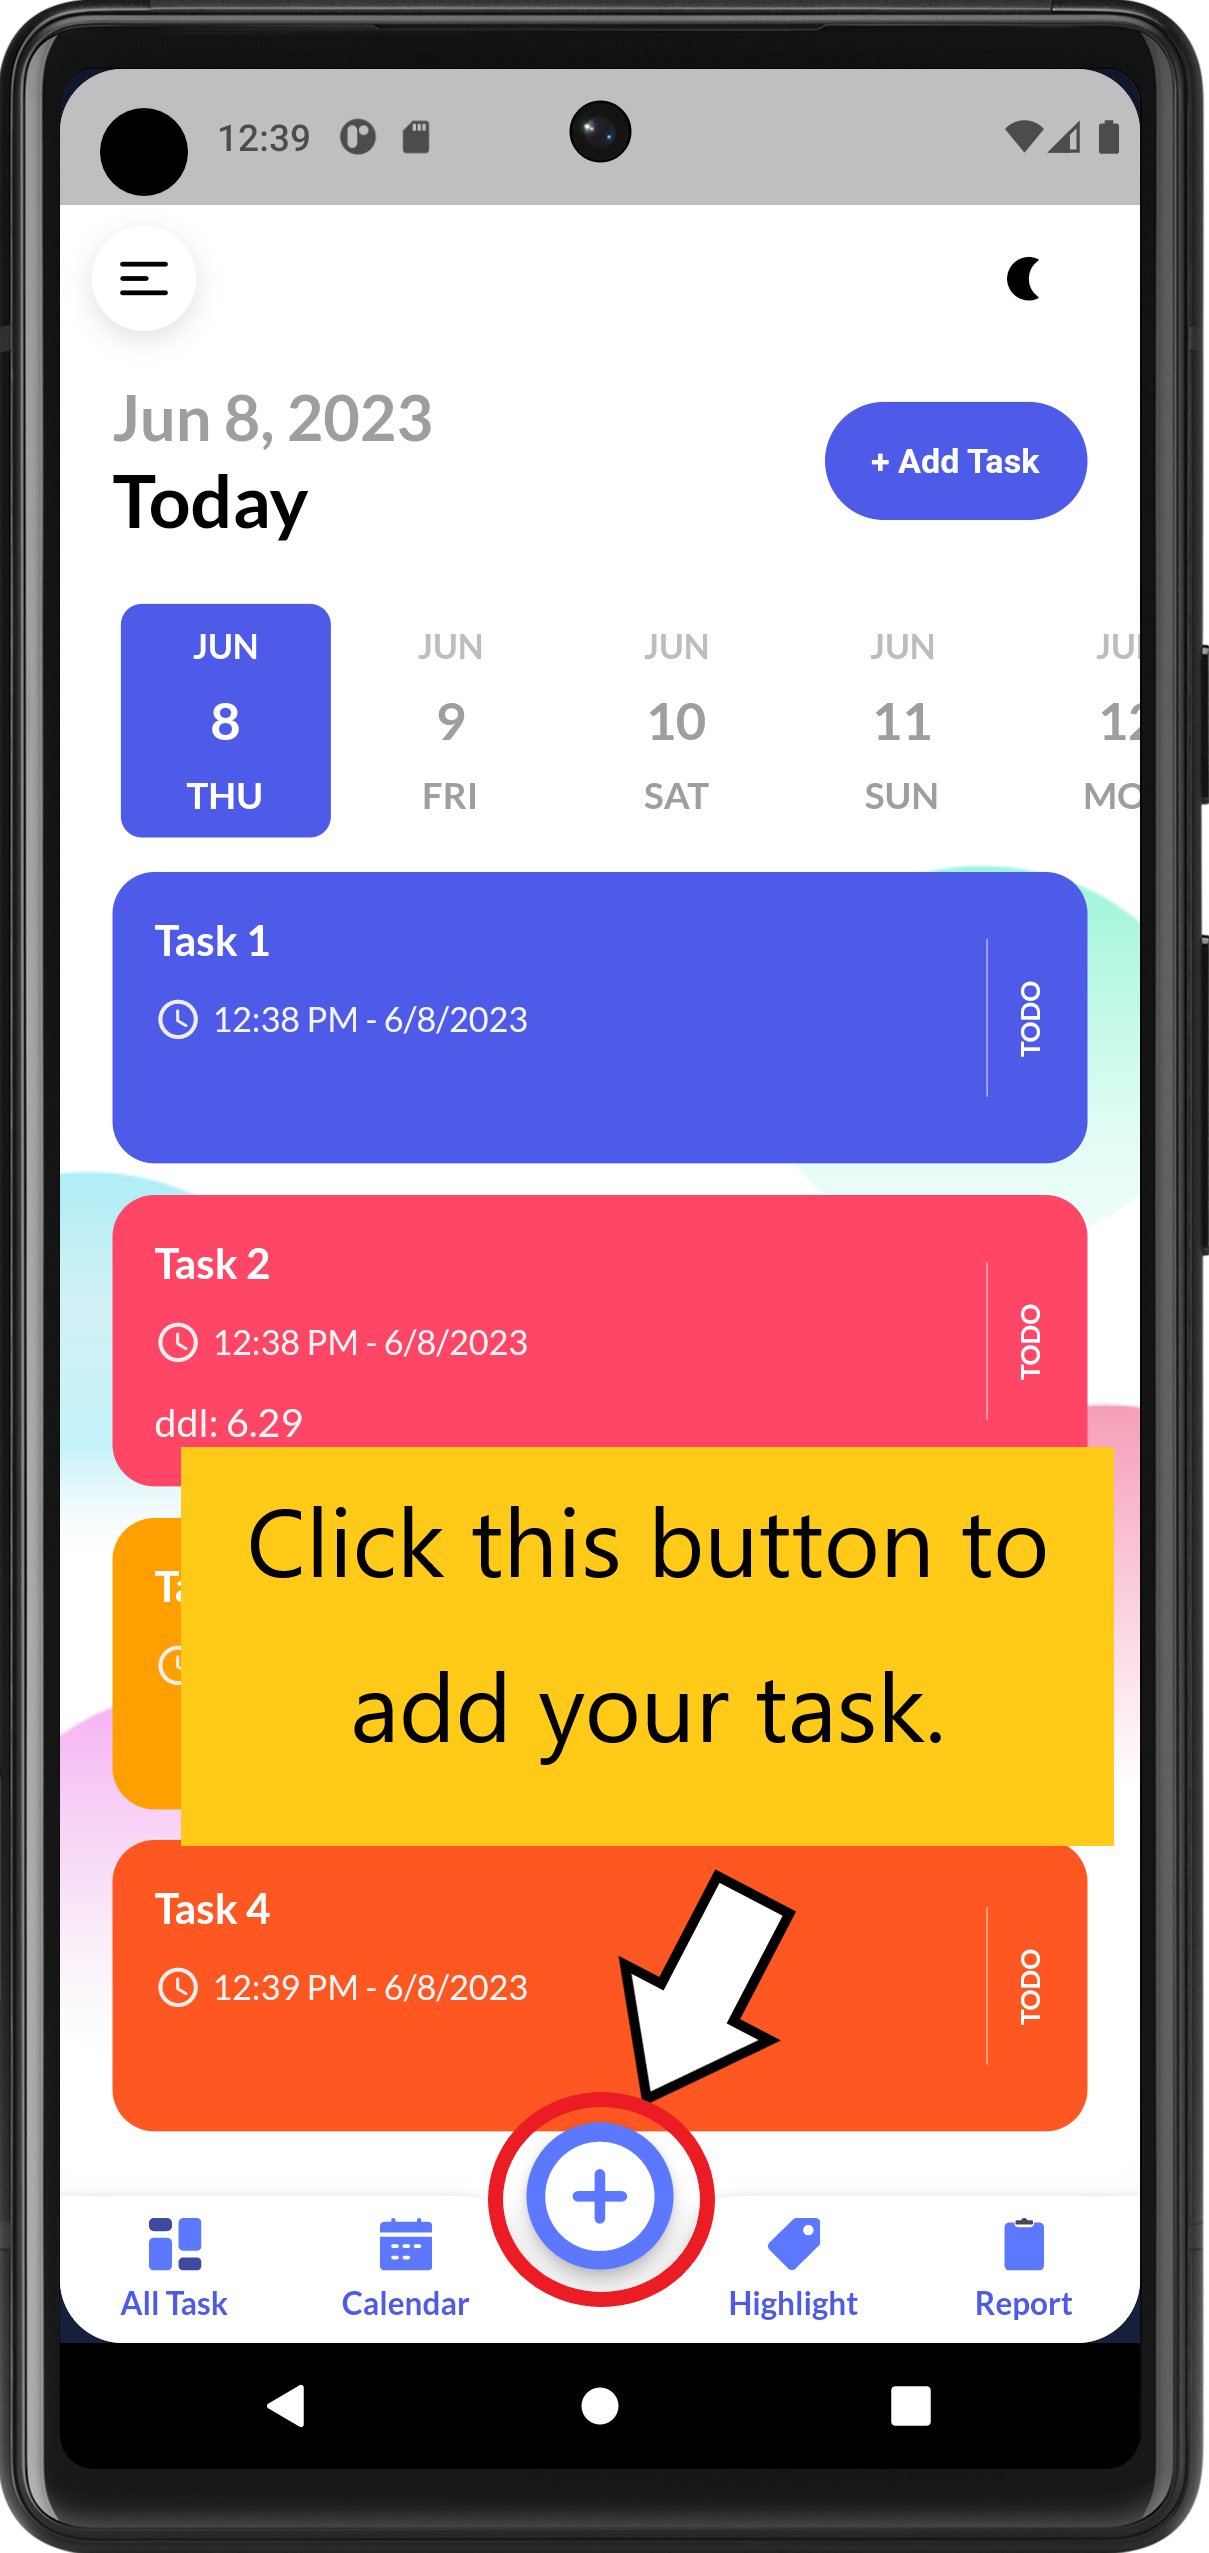 12:39
Jun 8, 2023
Today
+ Add Task
JUN JUN JUN JUN
8 9 10 11 12
THU FRI SAT SUN
Task 1
12:38 PM - 6/8/2023
TODO
Task 2
12:38 PM - 6/8/2023
ddl: 6.29
TODO
Click this button to
add your task.
Task 4
12:39 PM - 6/8/2023
TODO
All Task Calendar Highlight Report